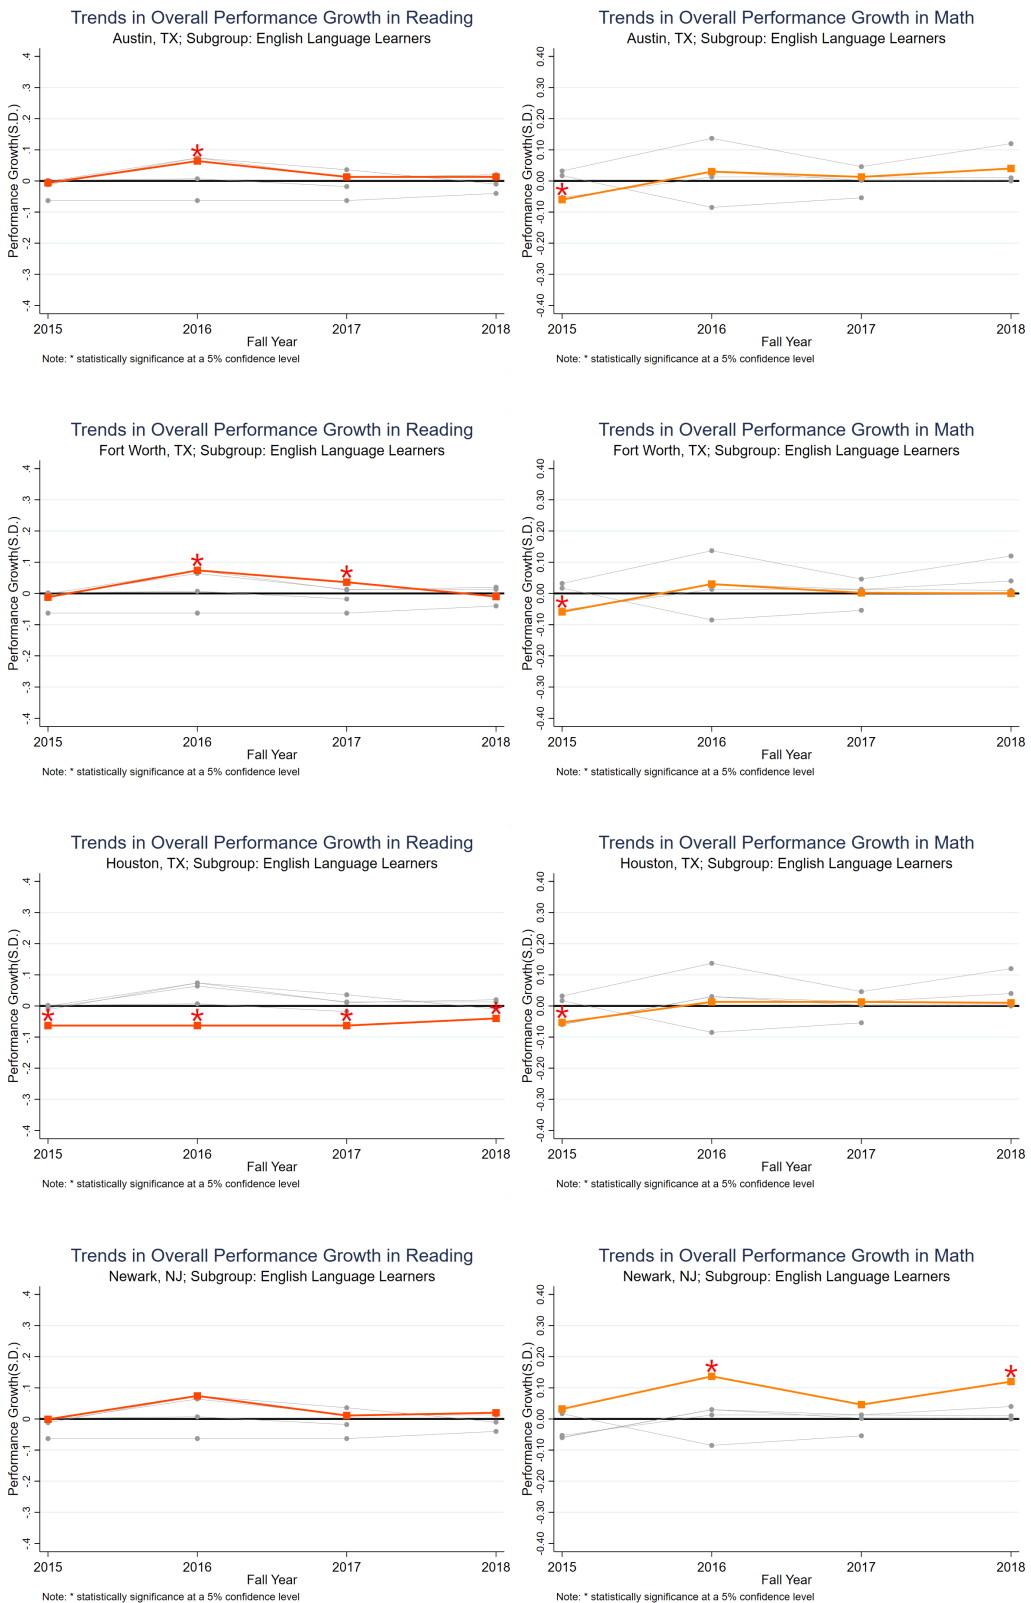 Trends in Overall Performance Growth in Reading
Austin, TX; Subgroup: English Language Learners
Performance Growth(S.D.)
.4
.3
.2
.1
0
-.1
-.2
-.3
-.4
2015 2016 2017 2018
Fall Year
Note: * statistically significance at a 5% confidence level
Trends in Overall Performance Growth in Math
Austin, TX; Subgroup: English Language Learners
Performance Growth(S.D.)
0.40
0.30
0.20
0.10
0.00
-0.10
-0.20
-0.30
-0.40
2015 2016 2017 2018
Fall Year
Note: * statistically significance at a 5% confidence level
Trends in Overall Performance Growth in Reading
Fort Worth, TX; Subgroup: English Language Learners
Performance Growth(S.D.)
.4
.3
.2
.1
0
-.1
-.2
-.3
-.4
2015 2016 2017 2018
Fall Year
Note: * statistically significance at a 5% confidence level
Trends in Overall Performance Growth in Math
Fort Worth, TX; Subgroup: English Language Learners
Performance Growth(S.D.)
0.40
0.30
0.20
0.10
0.00
-0.10
-0.20
-0.30
-0.40
2015 2016 2017 2018
Fall Year
Note: * statistically significance at a 5% confidence level
Trends in Overall Performance Growth in Reading
Houston, TX; Subgroup: English Language Learners
Performance Growth(S.D.)
.4
.3
.2
.1
0
-.1
-.2
-.3
-.4
2015 2016 2017 2018
Fall Year
Note: * statistically significance at a 5% confidence level
Trends in Overall Performance Growth in Math
Houston, TX; Subgroup: English Language Learners
Performance Growth(S.D.)
0.40
0.30
0.20
0.10
0.00
-0.10
-0.20
-0.30
-0.40
2015 2016 2017 2018
Fall Year
Note: * statistically significance at a 5% confidence level
Trends in Overall Performance Growth in Reading
Newark, NJ; Subgroup: English Language Learners
Performance Growth(S.D.)
.4
.3
.2
.1
0
-.1
-.2
-.3
-.4
2015 2016 2017 2018
Fall Year
Note: * statistically significance at a 5% confidence level
Trends in Overall Performance Growth in Math
Newark, NJ; Subgroup: English Language Learners
Performance Growth(S.D.)
0.40
0.30
0.20
0.10
0.00
-0.10
-0.20
-0.30
-0.40
2015 2016 2017 2018
Fall Year
Note: * statistically significance at a 5% confidence level